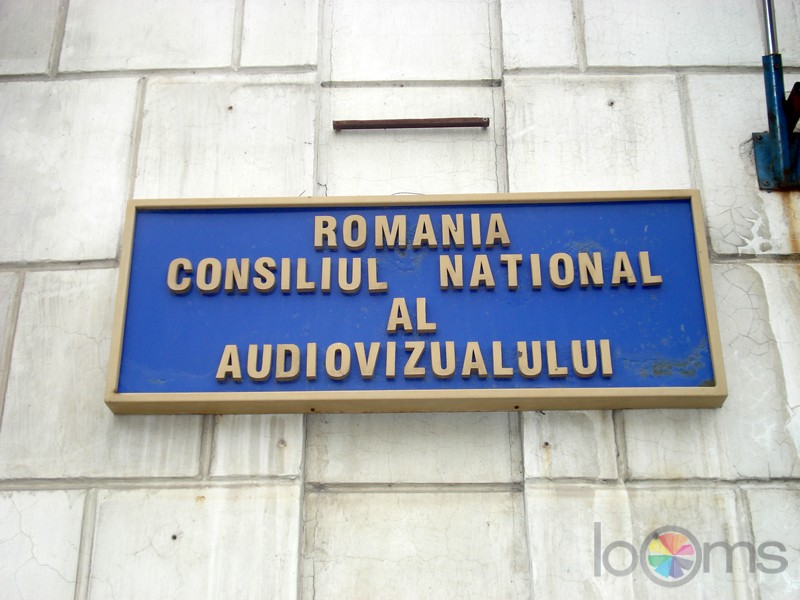 ROMANIA
CONSILIUL NATIONAL
AL
AUDIOVIZUALULUI
looms